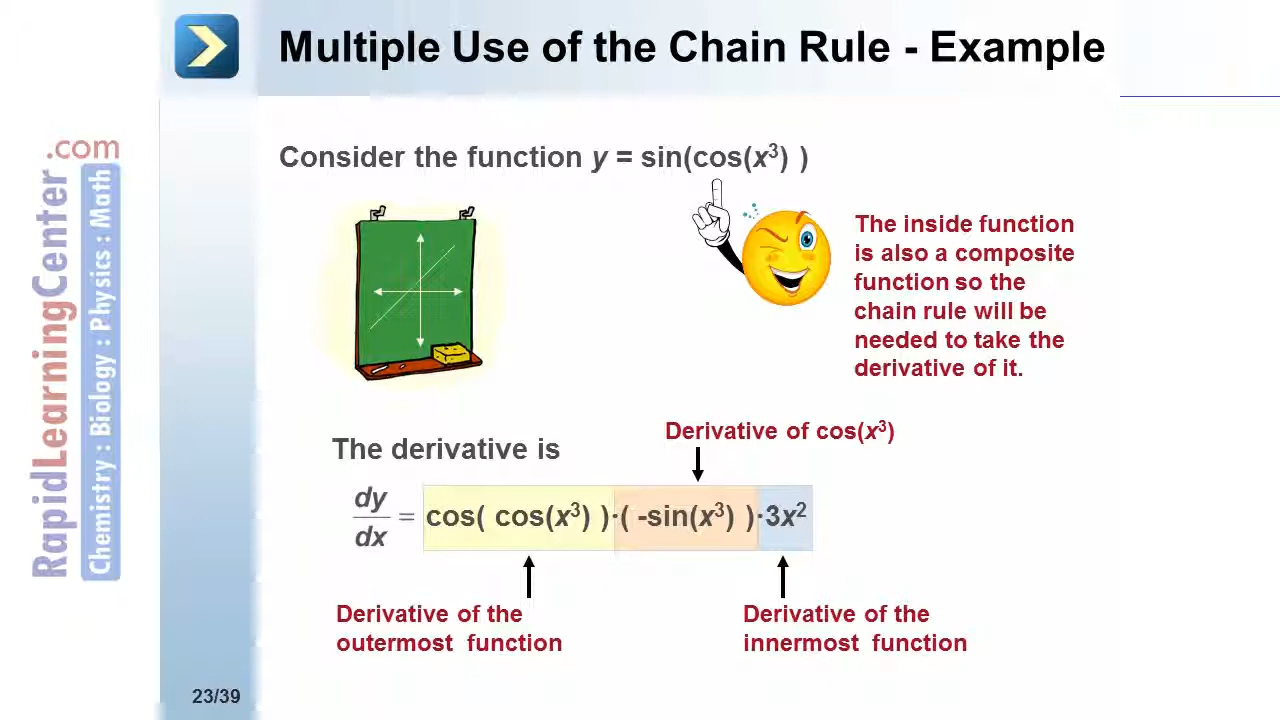 Multiple Use of the Chain Rule - Example
RapidLearningCenter.com
Chemistry : Biology : Physics : Math
Consider the function y = sin(cos(x³) )
The inside function
is also a composite
function so the
chain rule will be
needed to take the
derivative of it.
The derivative is
Derivative of cos(x³)
dy/dx = cos( cos(x³) )·( -sin(x³) )·3x²
Derivative of the
outermost function
Derivative of the
innermost function
23/39